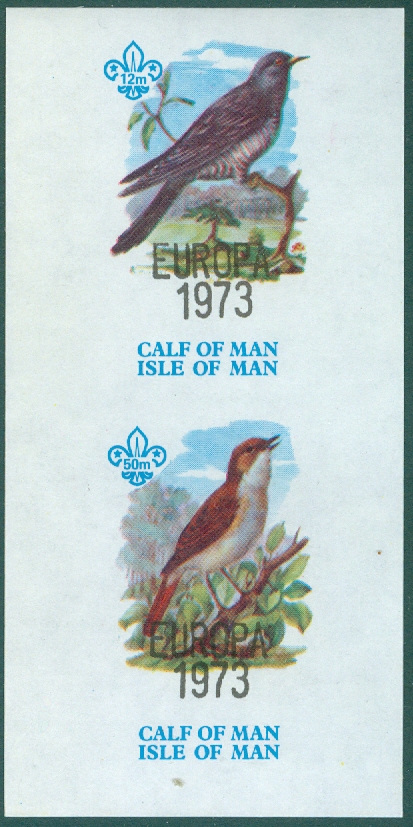 12m
EUROPA
1973
CALF OF MAN
ISLE OF MAN
50m
EUROPA
1973
CALF OF MAN
ISLE OF MAN